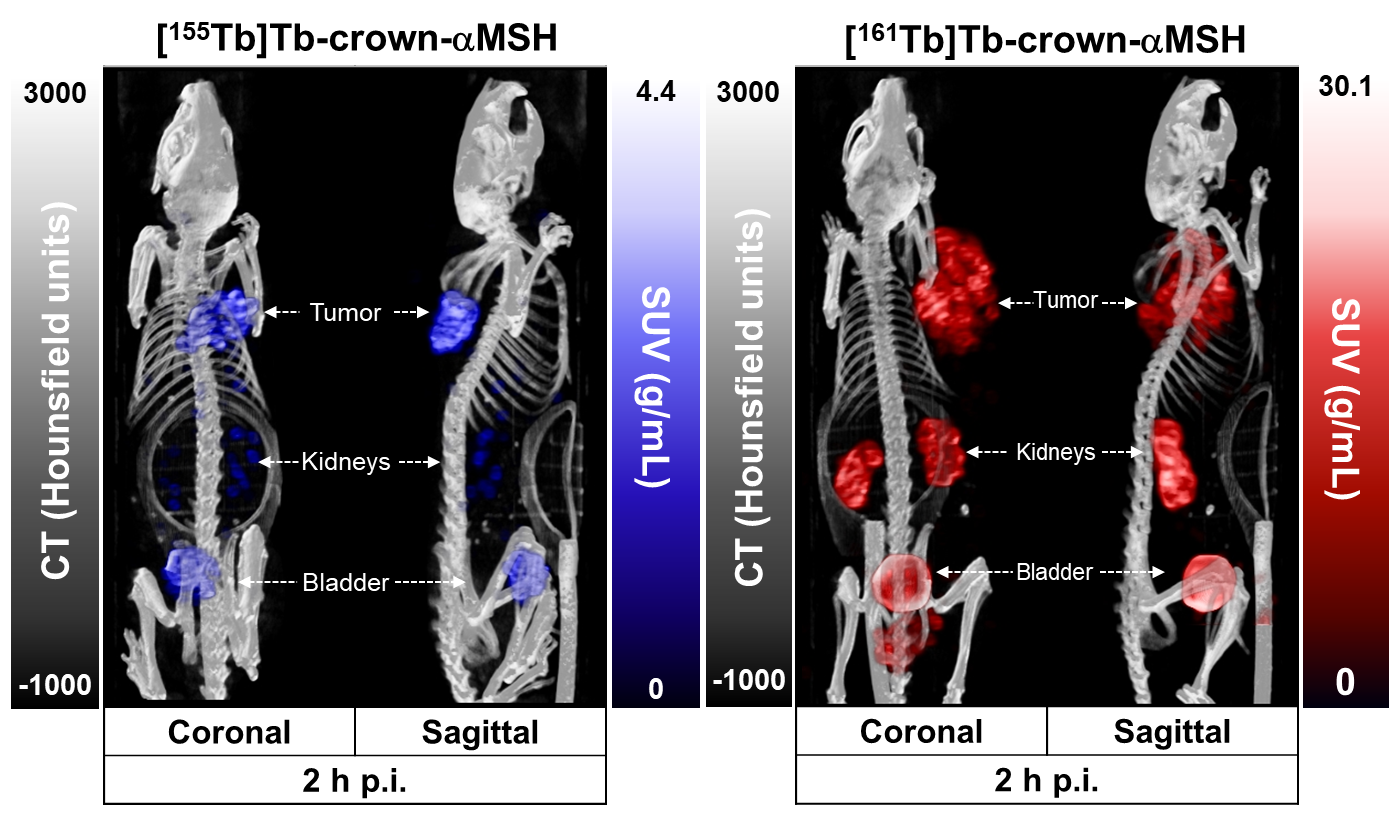 [¹⁵⁵Tb]Tb-crown-αMSH
3000
CT (Hounsfield units)
-1000
4.4
SUV (g/mL)
0
Tumor
Kidneys
Bladder
Coronal
Sagittal
2 h p.i.
[¹⁶¹Tb]Tb-crown-αMSH
3000
CT (Hounsfield units)
-1000
30.1
SUV (g/mL)
0
Tumor
Kidneys
Bladder
Coronal
Sagittal
2 h p.i.